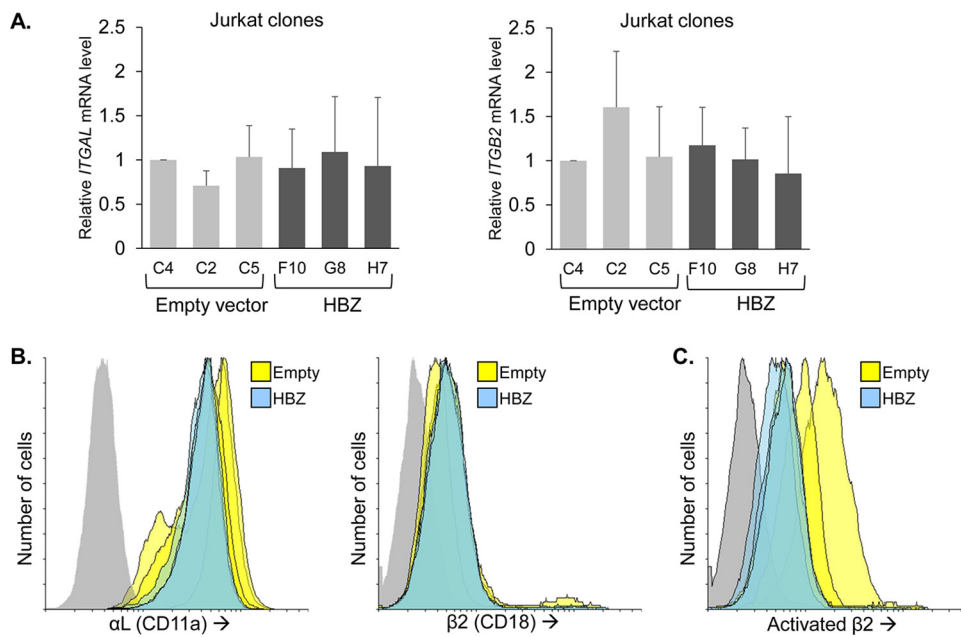 A.
Jurkat clones
Relative ITGAL mRNA level
2.5
2
1.5
1
0.5
0
C4 C2 C5 F10 G8 H7
Empty vector HBZ
Jurkat clones
Relative ITGB2 mRNA level
2.5
2
1.5
1
0.5
0
C4 C2 C5 F10 G8 H7
Empty vector HBZ
B.
Number of cells
Empty
HBZ
αL (CD11a) →
Number of cells
Empty
HBZ
β2 (CD18) →
C.
Number of cells
Empty
HBZ
Activated β2 →